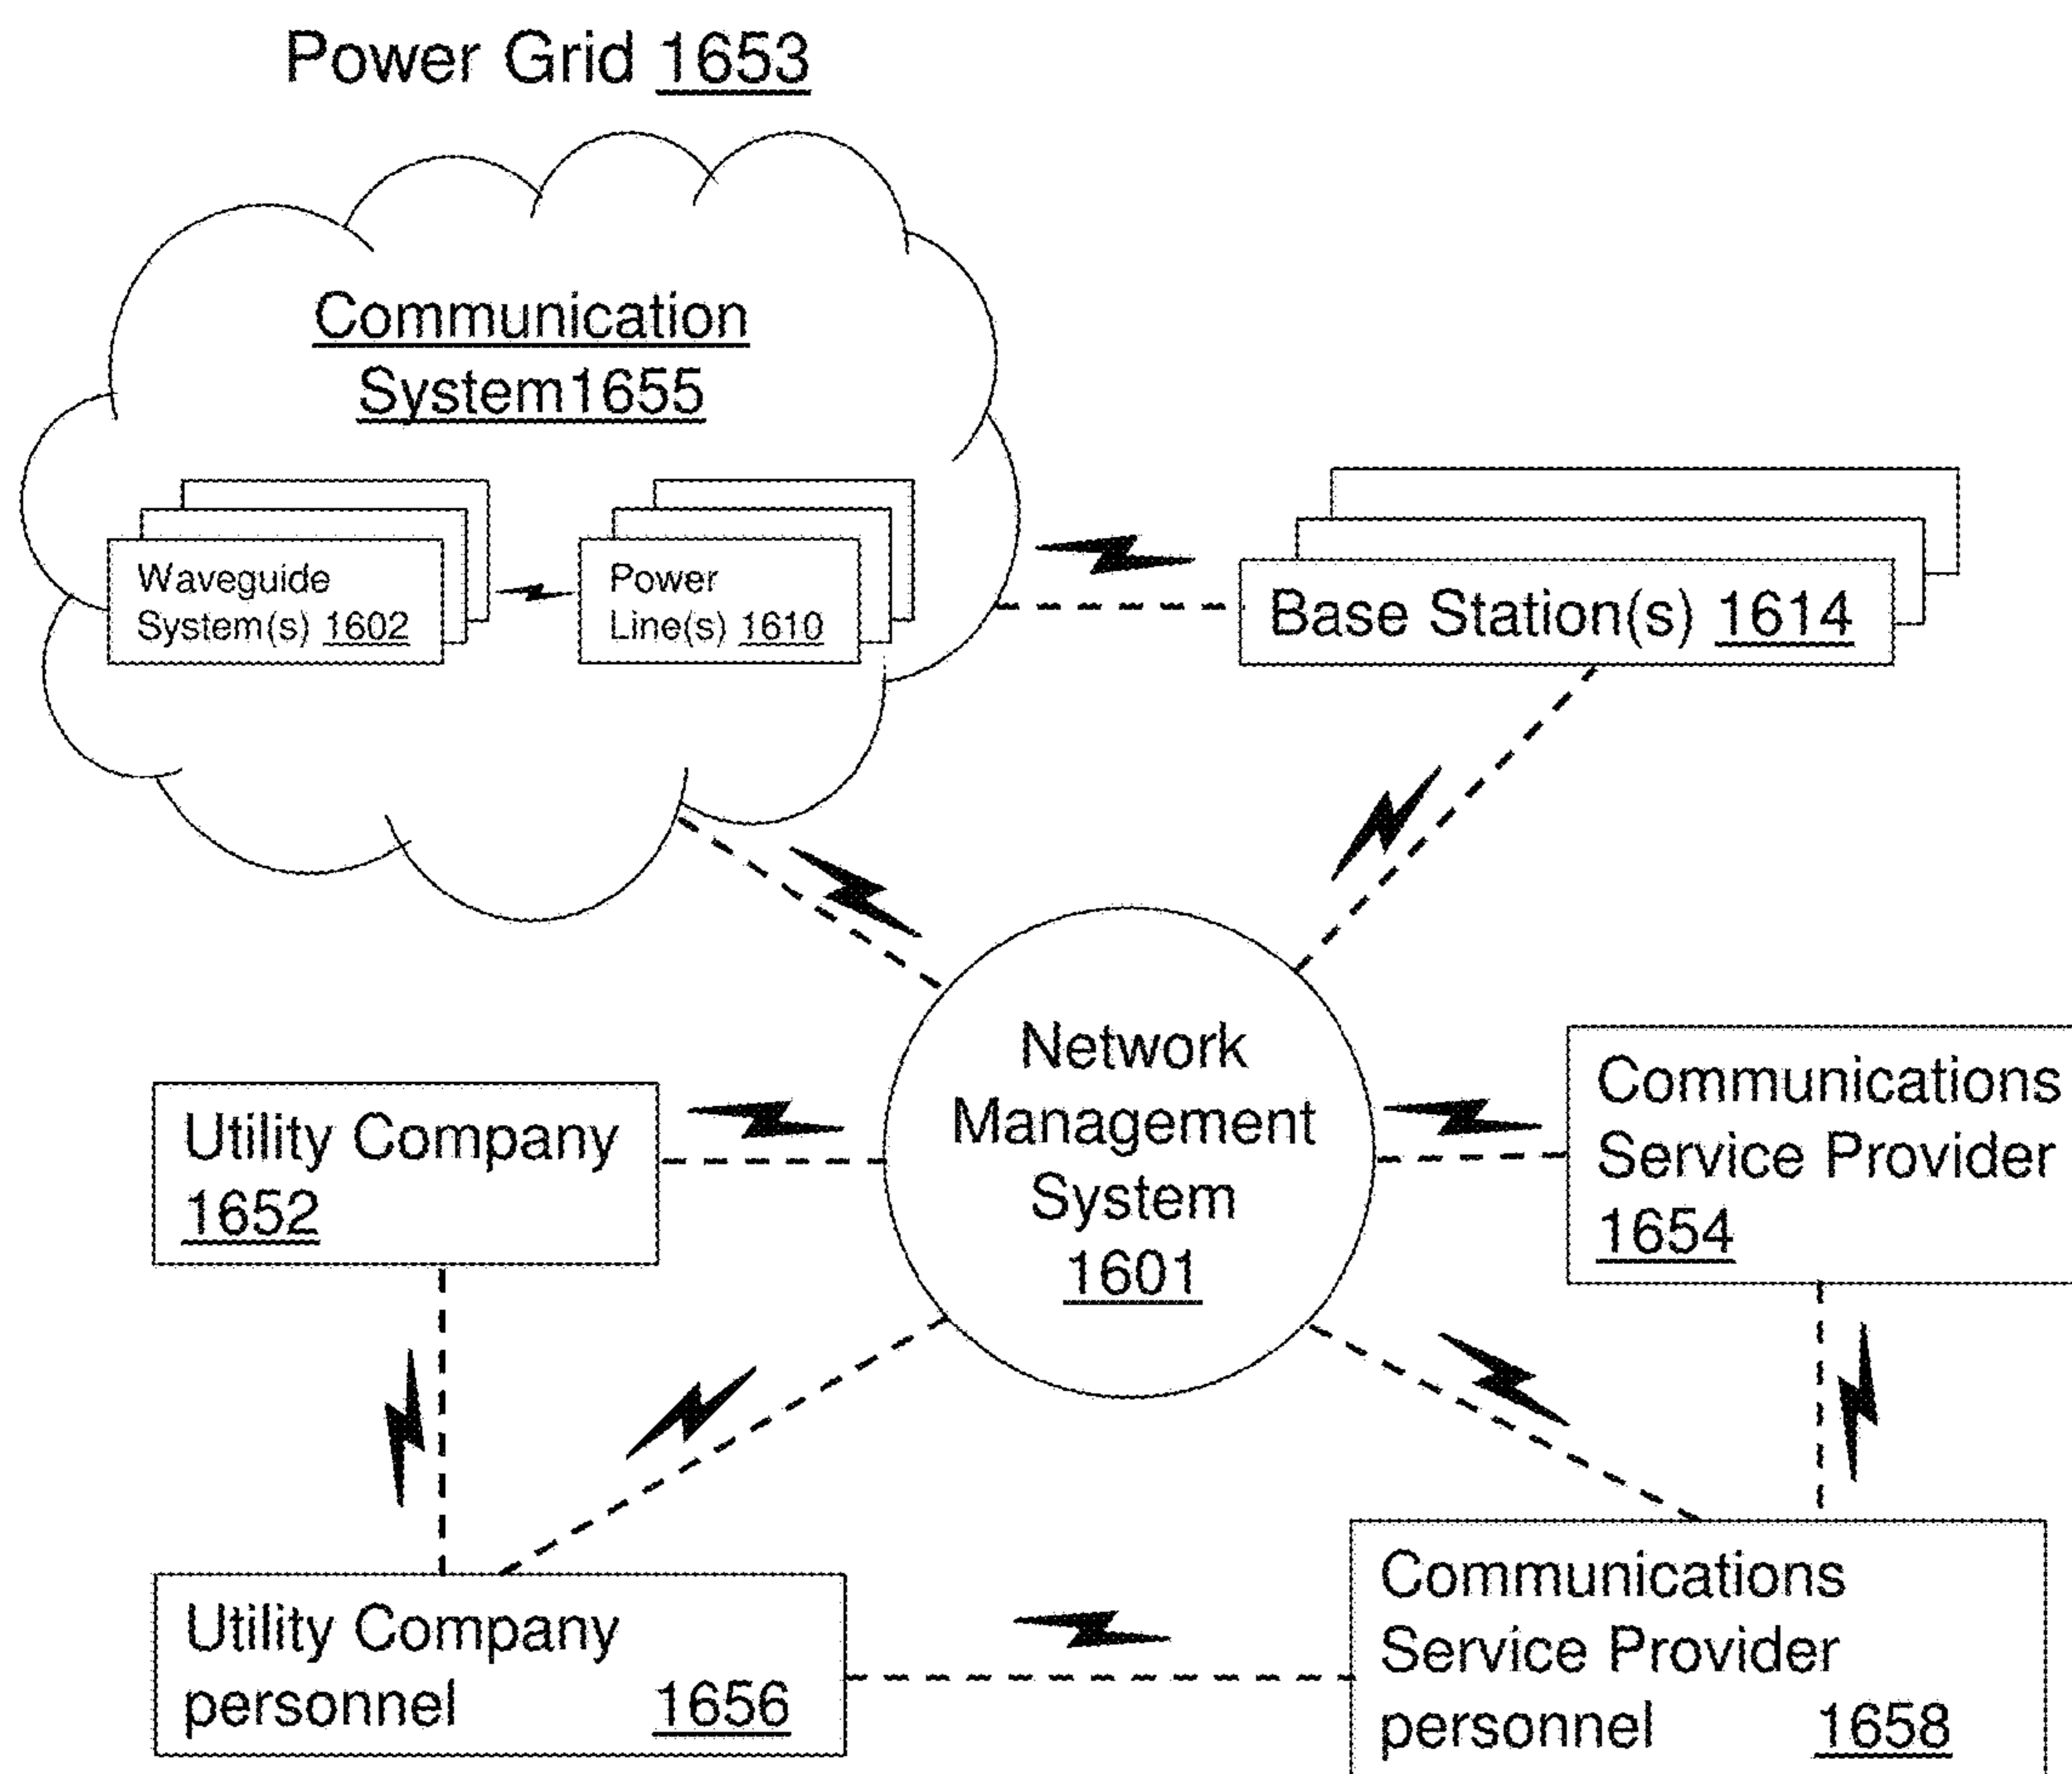 Power Grid 1653
Communication
System1655
Waveguide
System(s) 1602
Power
Line(s) 1610
Base Station(s) 1614
Network
Management
System
1601
Utility Company
1652
Communications
Service Provider
1654
Utility Company
personnel 1656
Communications
Service Provider
personnel 1658